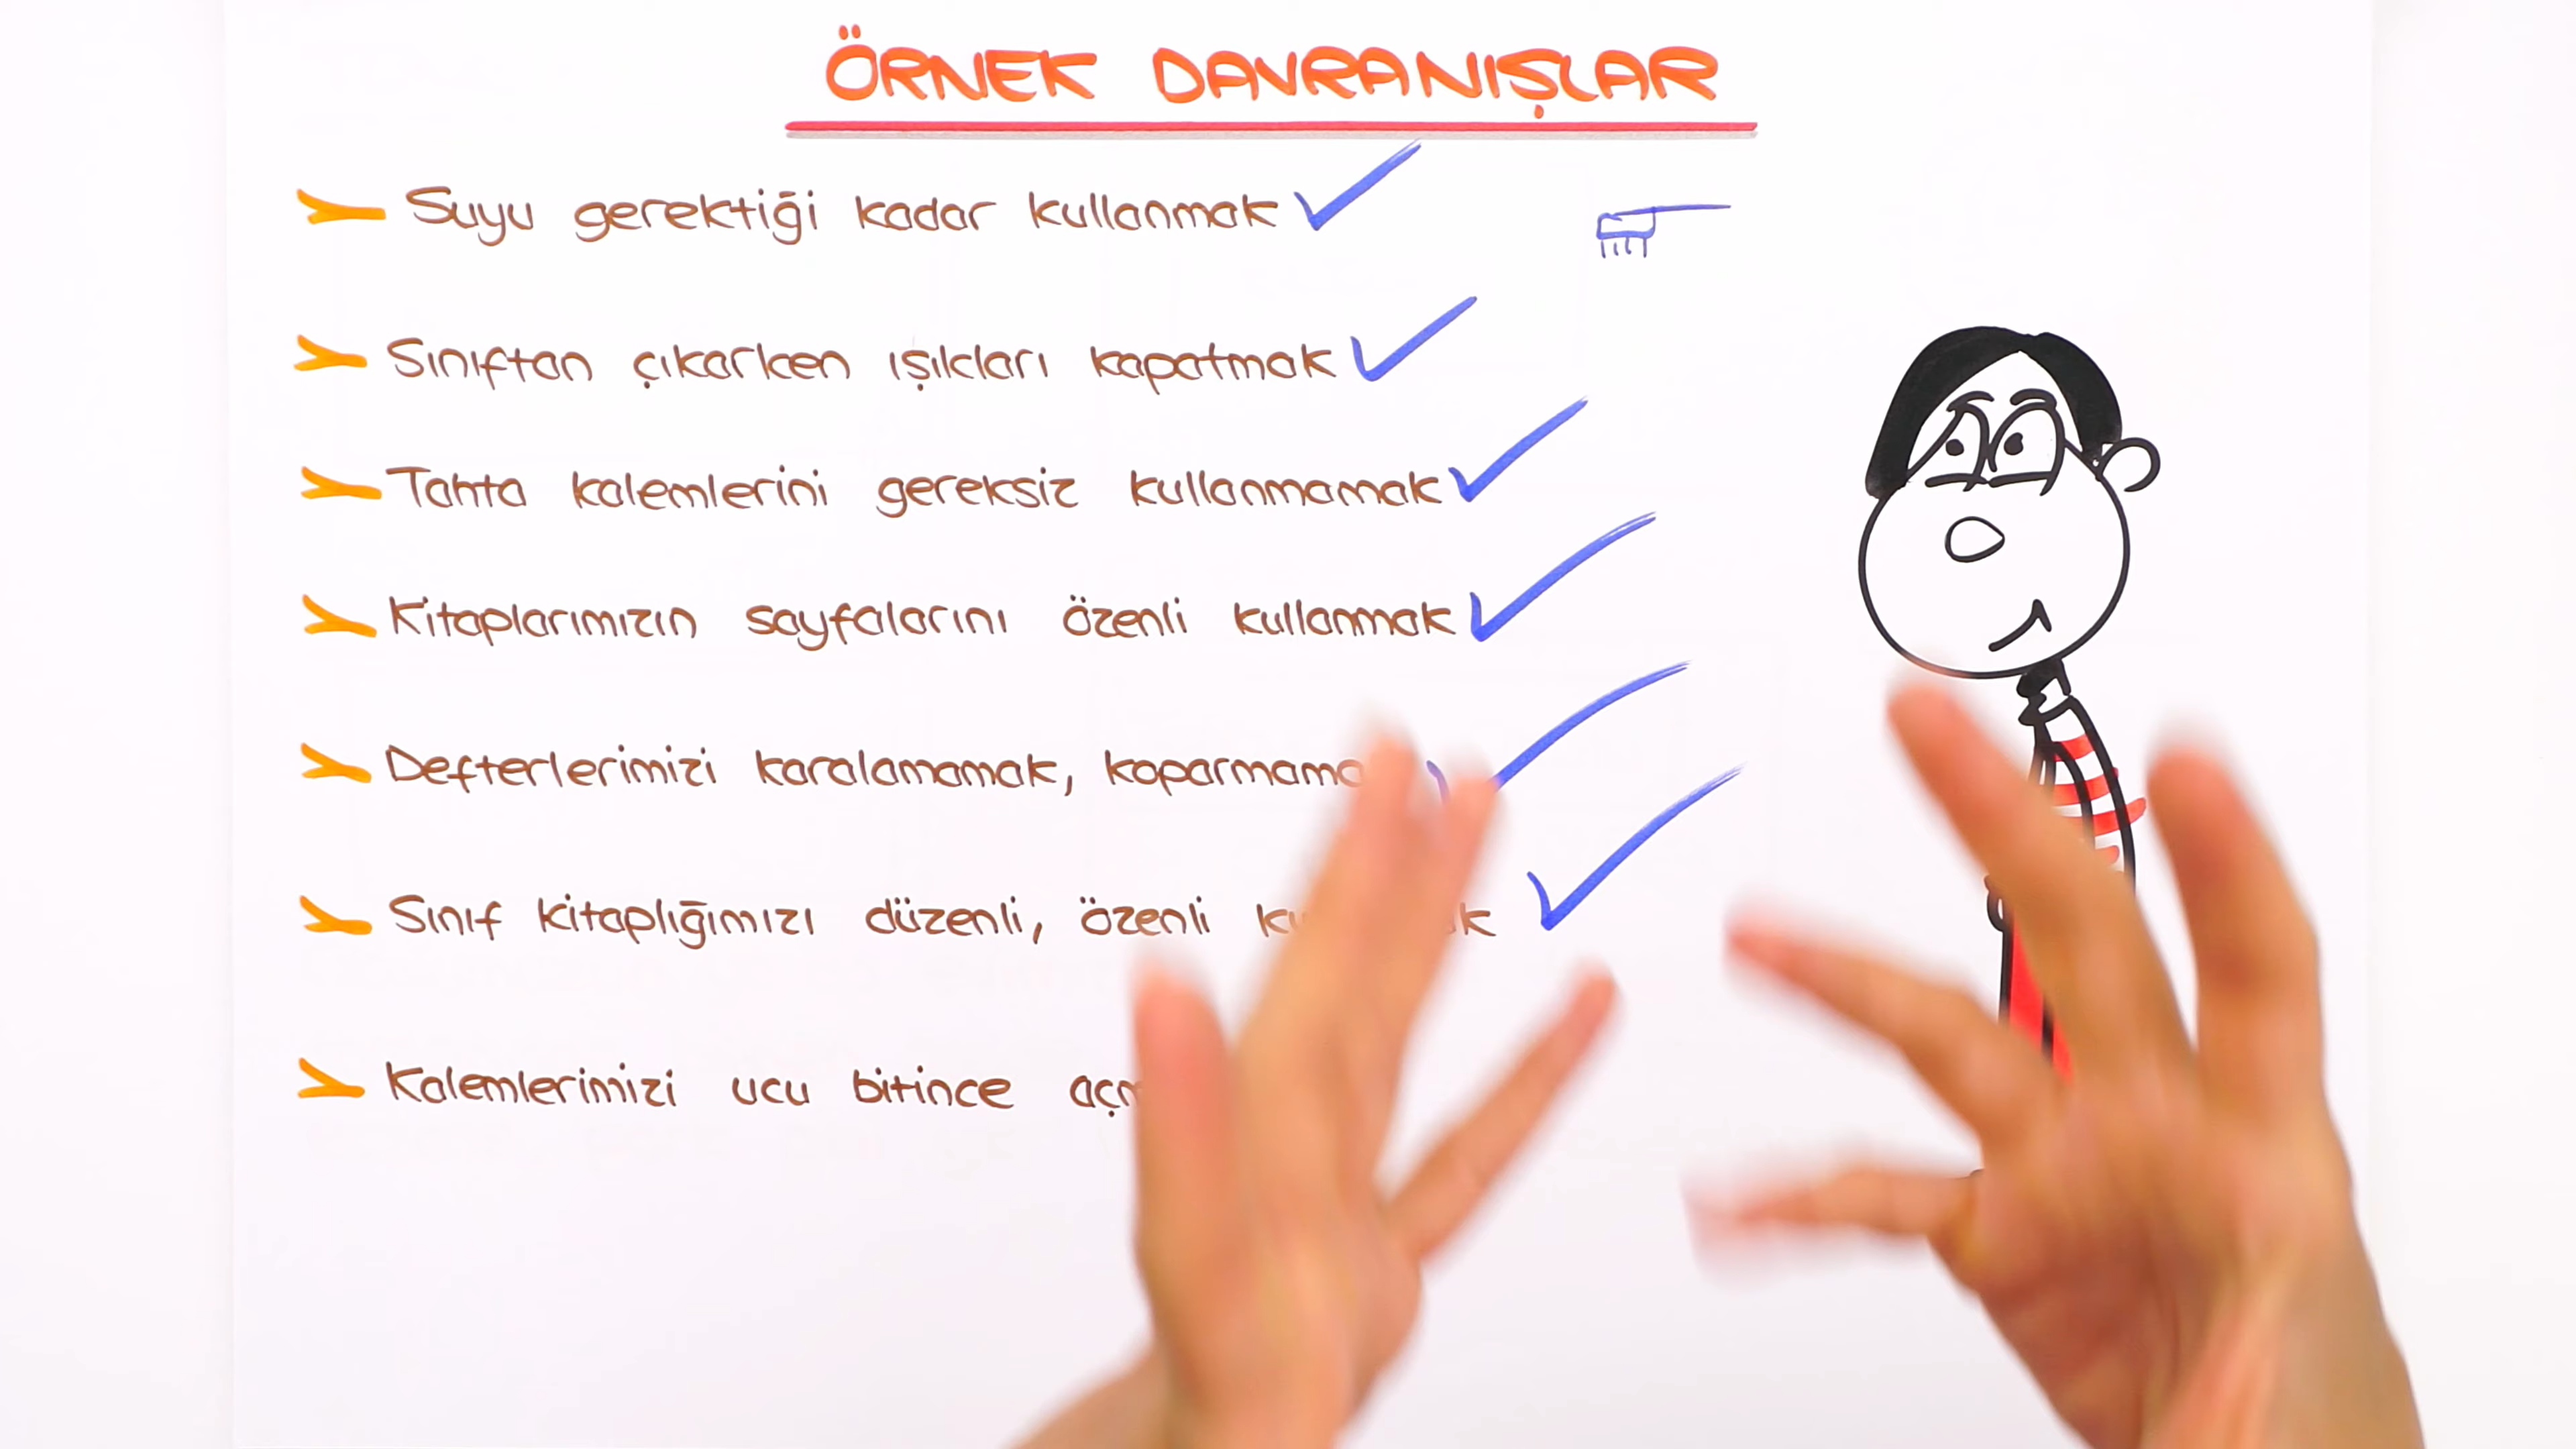 ÖRNEK DAVRANIŞLAR
Suyu gerektiği kadar kullanmak
Sınıftan çıkarken ışıkları kapatmak
Tahta kalemlerini gereksiz kullanmamak
Kitaplarımızın sayfalarını özenli kullanmak
Defterlerimizi karalamamak,
Sınıf kitaplığımızı düzenli, özenli
Kalemlerimizi ucu bitince